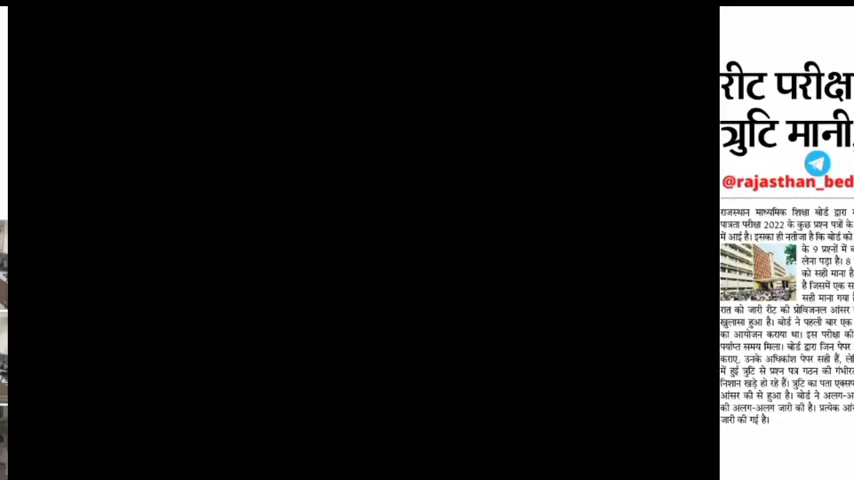 रीट परीक्ष
त्रुटि मानी,
@rajasthan_bed
राजस्थान माध्यमिक शिक्षा बोर्ड द्वारा
पात्रता परीक्षा 2022 के कुछ प्रश्न पत्रों के
में आई है। इसका ही नतीजा है कि बोर्ड को
के 9 प्रश्नों में
लेना पड़ा है। 8
को सही माना है
है जिसमें एक स
सही माना गया
रात को जारी रीट की प्रोविजनल आंसर
खुलासा हुआ है। बोर्ड ने पहली बार एक
का आयोजन कराया था। इस परीक्षा की
पर्याप्त समय मिला। बोर्ड द्वारा जिन पेपर
कराए, उनके अधिकांश पेपर सही हैं, ले
में हुई त्रुटि से प्रश्न पत्र गठन की गंभीर
निशान खड़े हो रहे हैं। त्रुटि का पता एक्सप
आंसर की से हुआ है। बोर्ड ने अलग-अ
की अलग-अलग जारी की है। प्रत्येक आं
जारी की गई है।